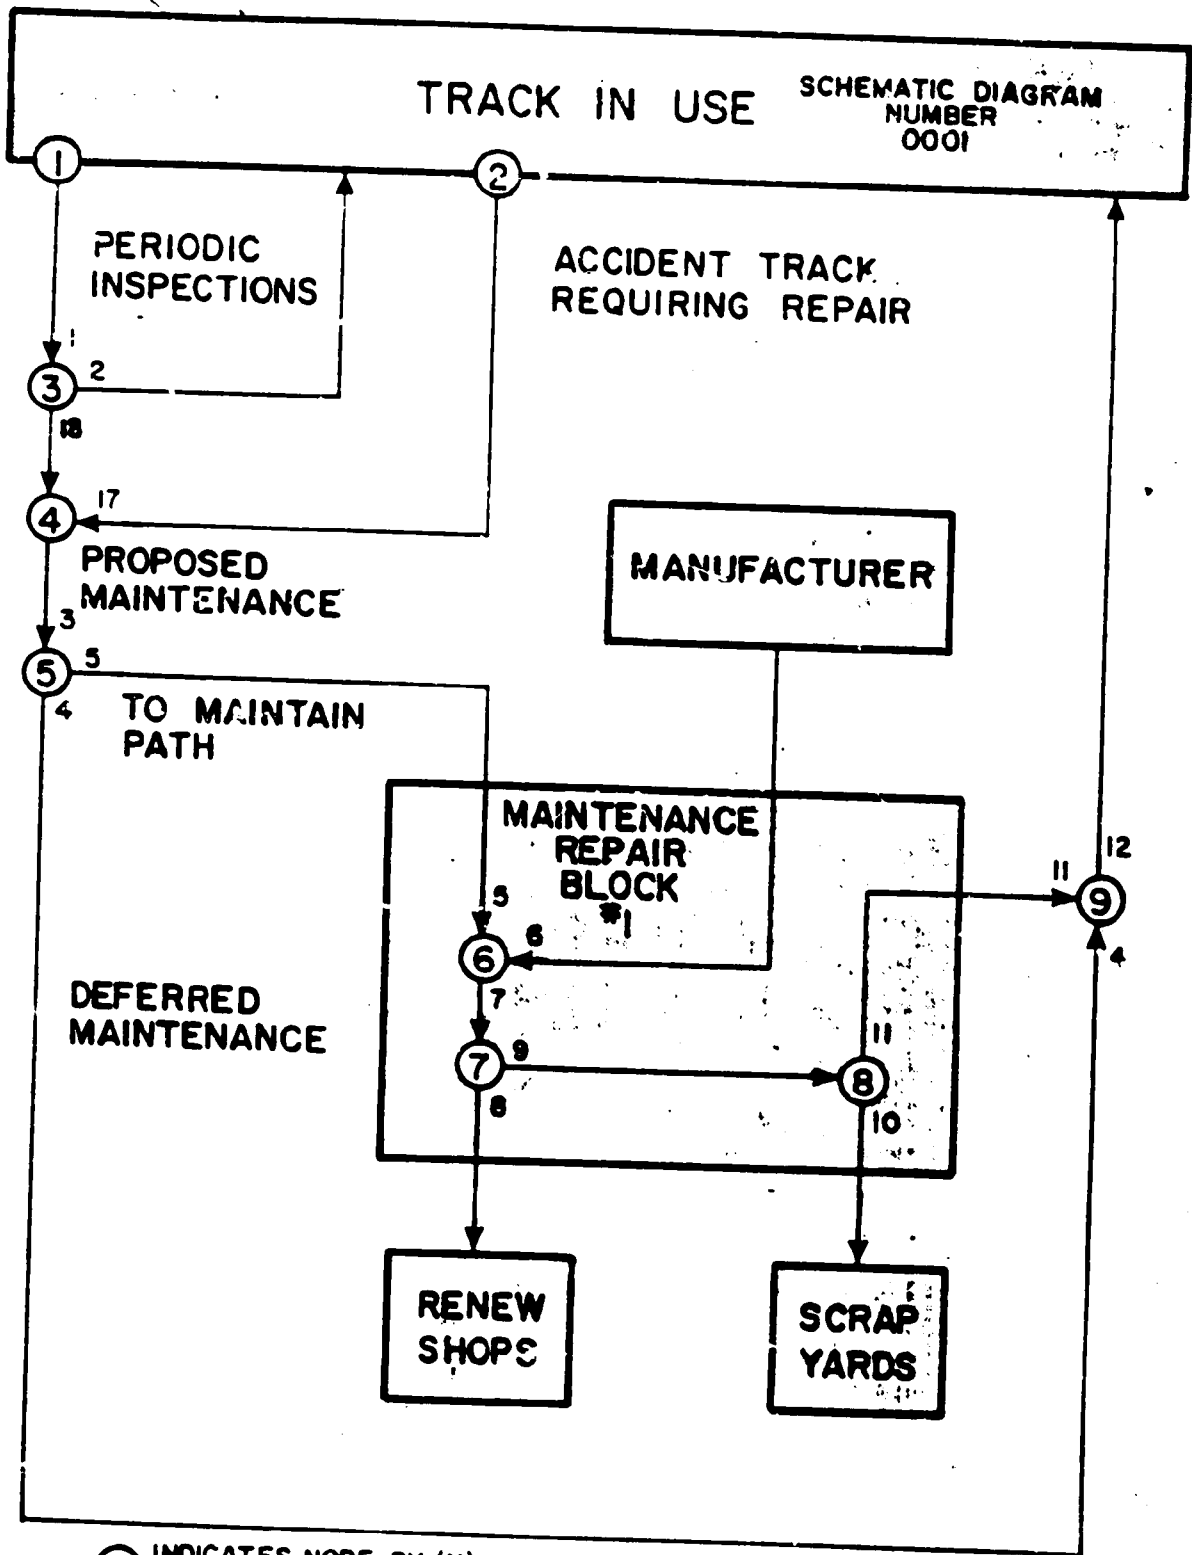 TRACK IN USE
SCHEMATIC DIAGRAM
NUMBER
0001
1
2
PERIODIC
INSPECTIONS
ACCIDENT TRACK
REQUIRING REPAIR
1
3
2
18
4
17
PROPOSED
MAINTENANCE
MANUFACTURER
3
5
5
4
TO MAINTAIN
PATH
MAINTENANCE
REPAIR
BLOCK
#1
5
6
6
12
11
9
4
DEFERRED
MAINTENANCE
7
7
9
8
11
8
10
RENEW
SHOPS
SCRAP
YARDS
INDICATES NODE